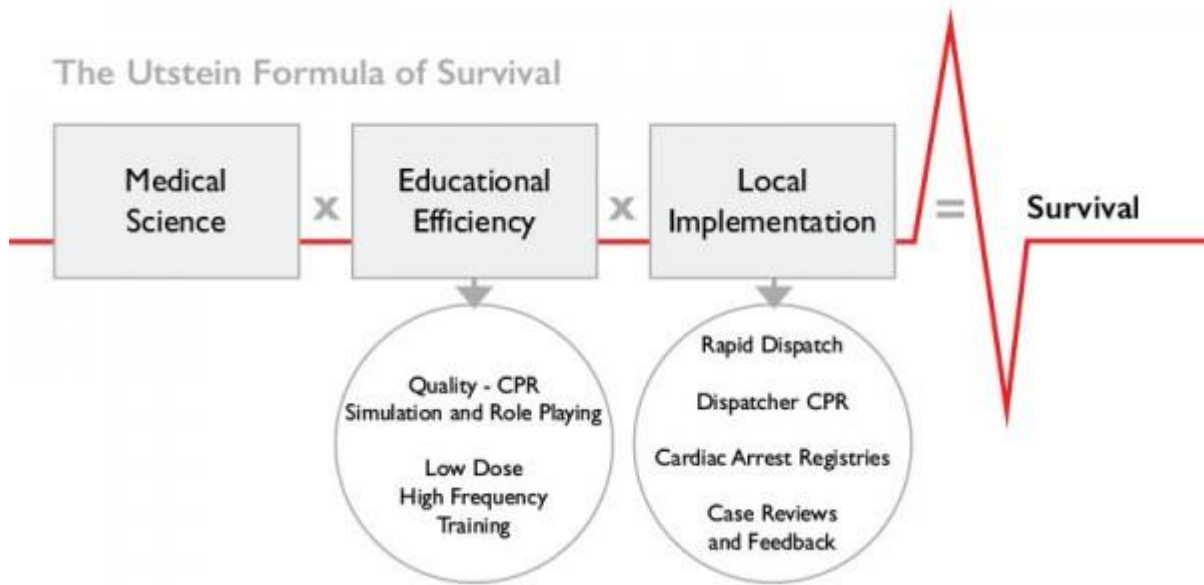 The Utstein Formula of Survival
Medical
Science
x
Educational
Efficiency
x
Local
Implementation
=
Survival
Quality - CPR
Simulation and Role Playing
Low Dose
High Frequency
Training
Rapid Dispatch
Dispatcher CPR
Cardiac Arrest Registries
Case Reviews
and Feedback